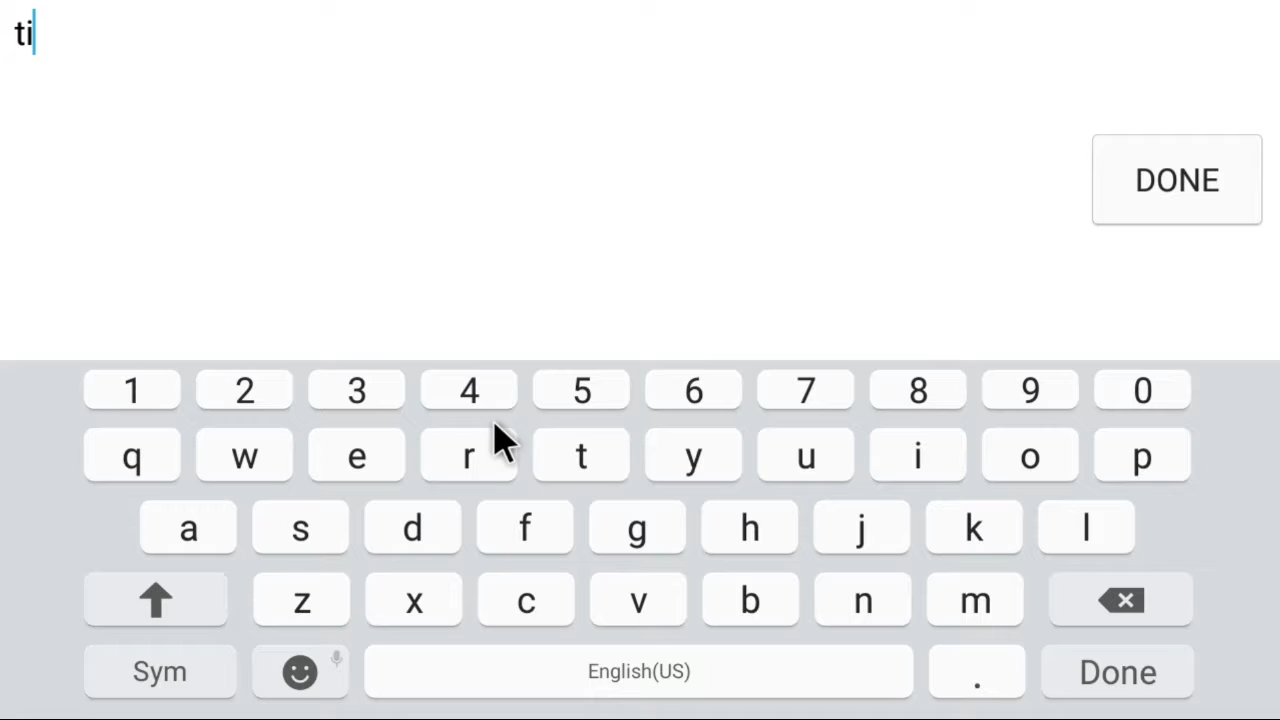 ti
DONE
1 2 3 4 5 6 7 8 9 0
q w e r t y u i o p
a s d f g h j k l
z x c v b n m
Sym English(US) . Done